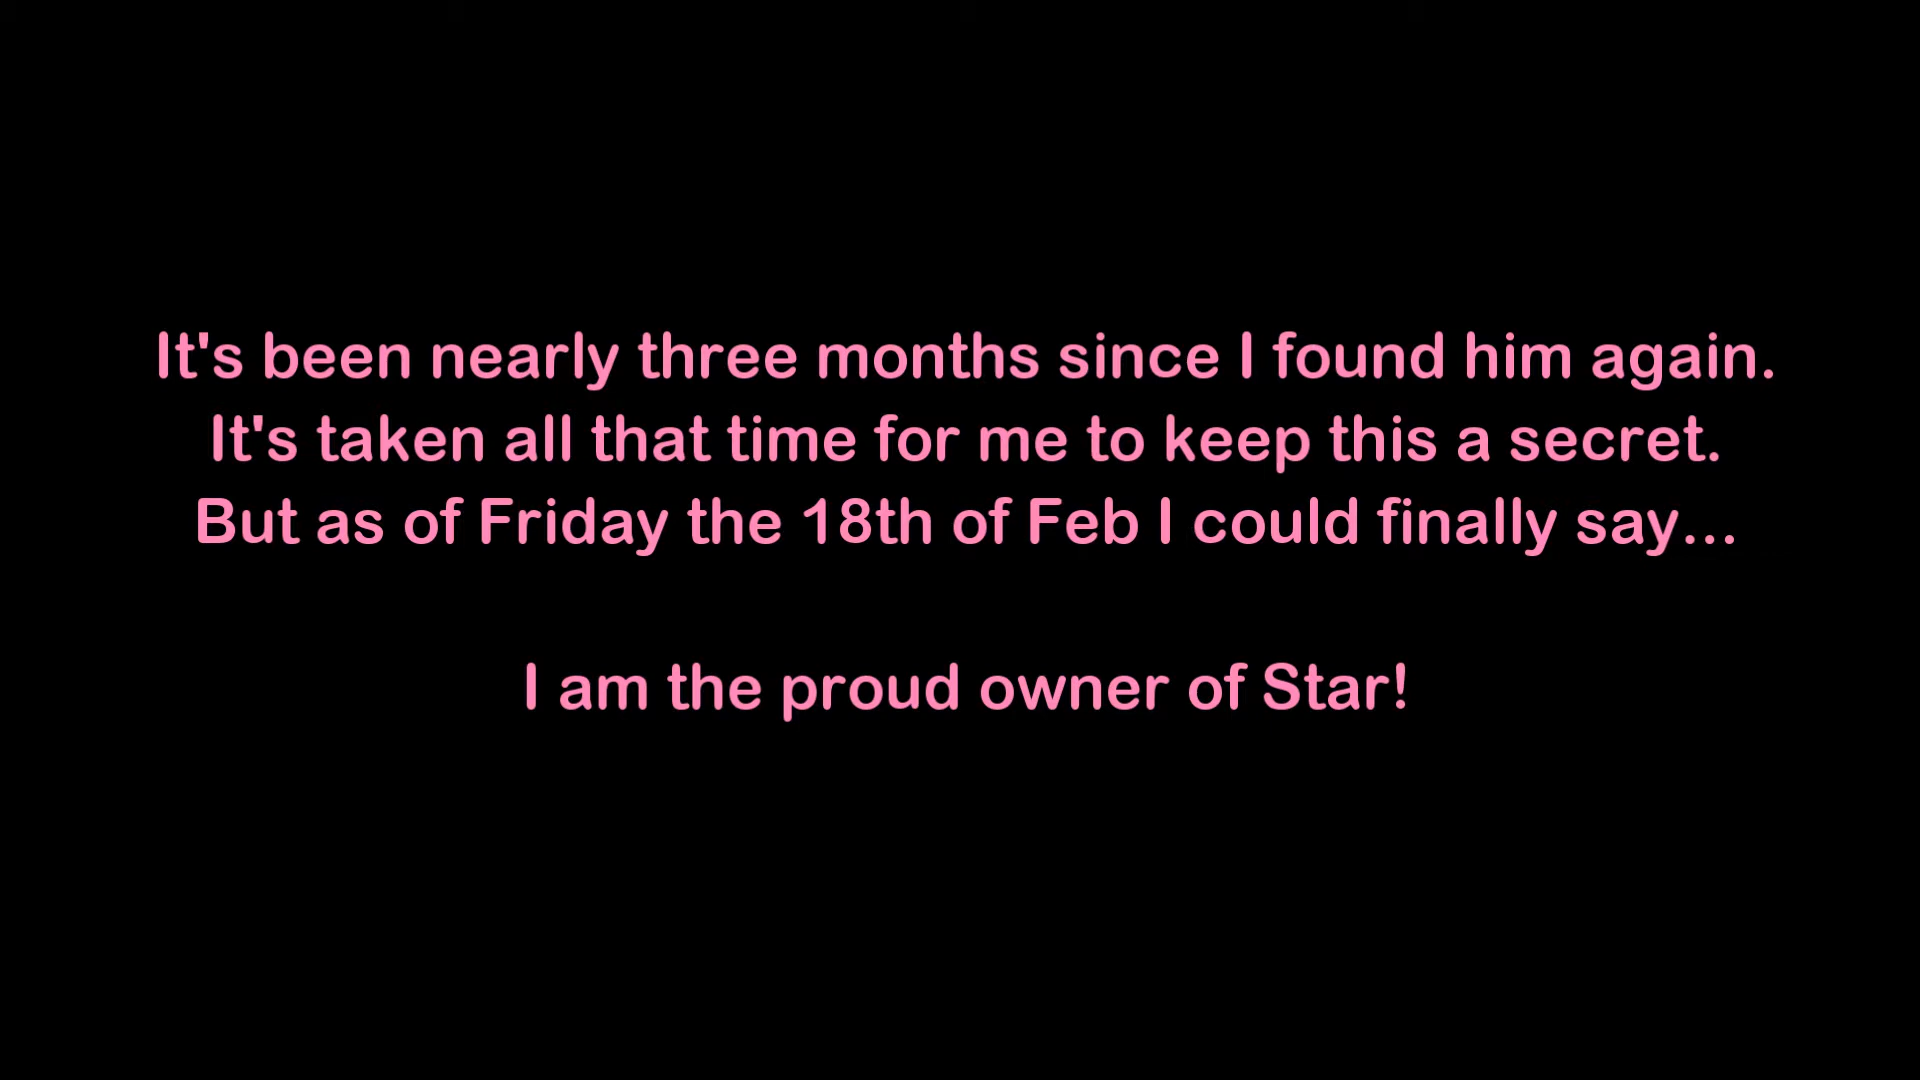 It's been nearly three months since I found him again.
It's taken all that time for me to keep this a secret.
But as of Friday the 18th of Feb I could finally say...
I am the proud owner of Star!